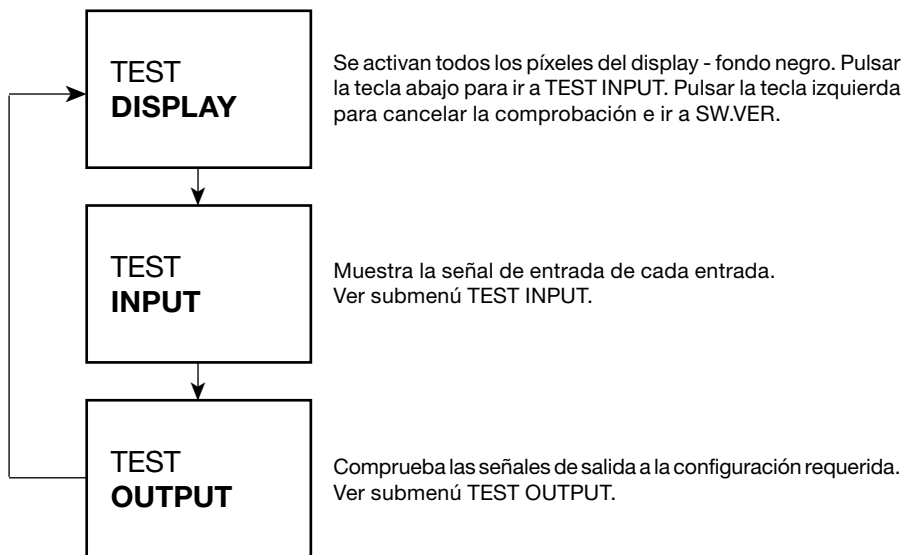 TEST
DISPLAY
Se activan todos los píxeles del display - fondo negro. Pulsar
la tecla abajo para ir a TEST INPUT. Pulsar la tecla izquierda
para cancelar la comprobación e ir a SW.VER.
TEST
INPUT
Muestra la señal de entrada de cada entrada.
Ver submenú TEST INPUT.
TEST
OUTPUT
Comprueba las señales de salida a la configuración requerida.
Ver submenú TEST OUTPUT.